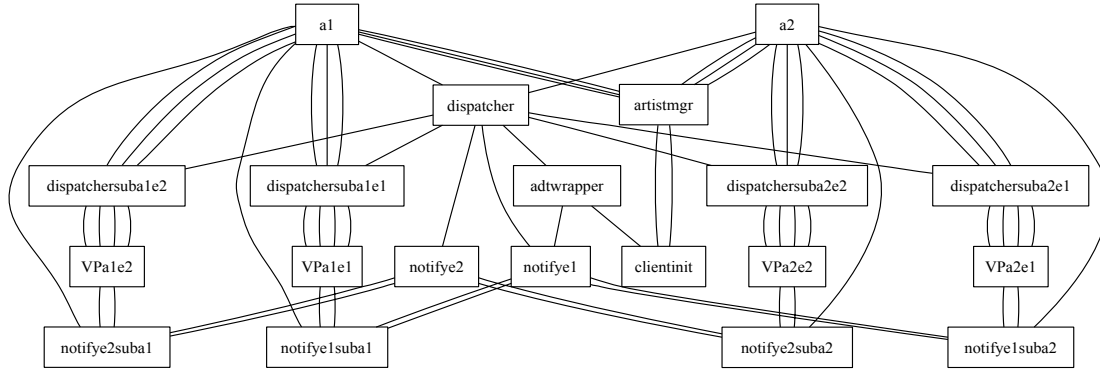 a1
a2
dispatcher
artistmgr
dispatchersuba1e2
dispatchersuba1e1
adtwrapper
dispatchersuba2e2
dispatchersuba2e1
VPa1e2
VPa1e1
notifye2
notifye1
clientinit
VPa2e2
VPa2e1
notifye2suba1
notifye1suba1
notifye2suba2
notifye1suba2